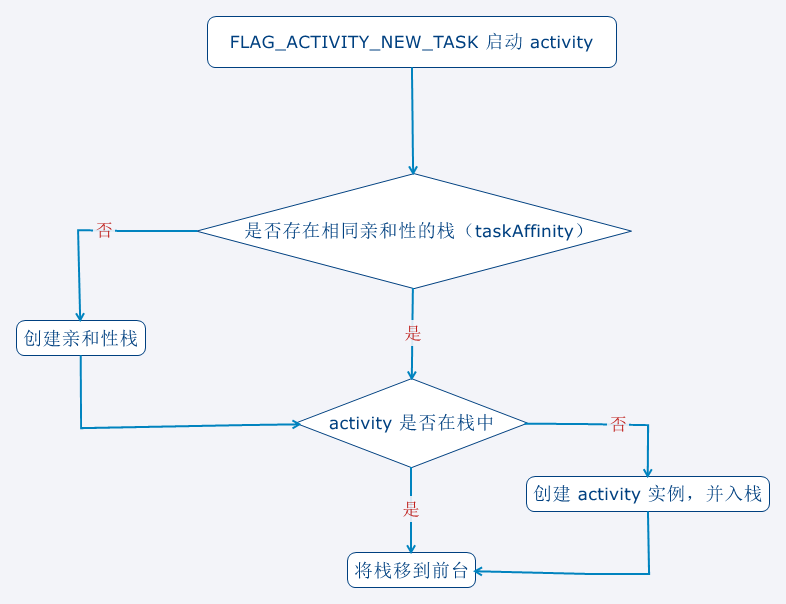 FLAG_ACTIVITY_NEW_TASK 启动 activity
是否存在相同亲和性的栈（taskAffinity）
否
创建亲和性栈
是
activity 是否在栈中
否
创建 activity 实例，并入栈
是
将栈移到前台